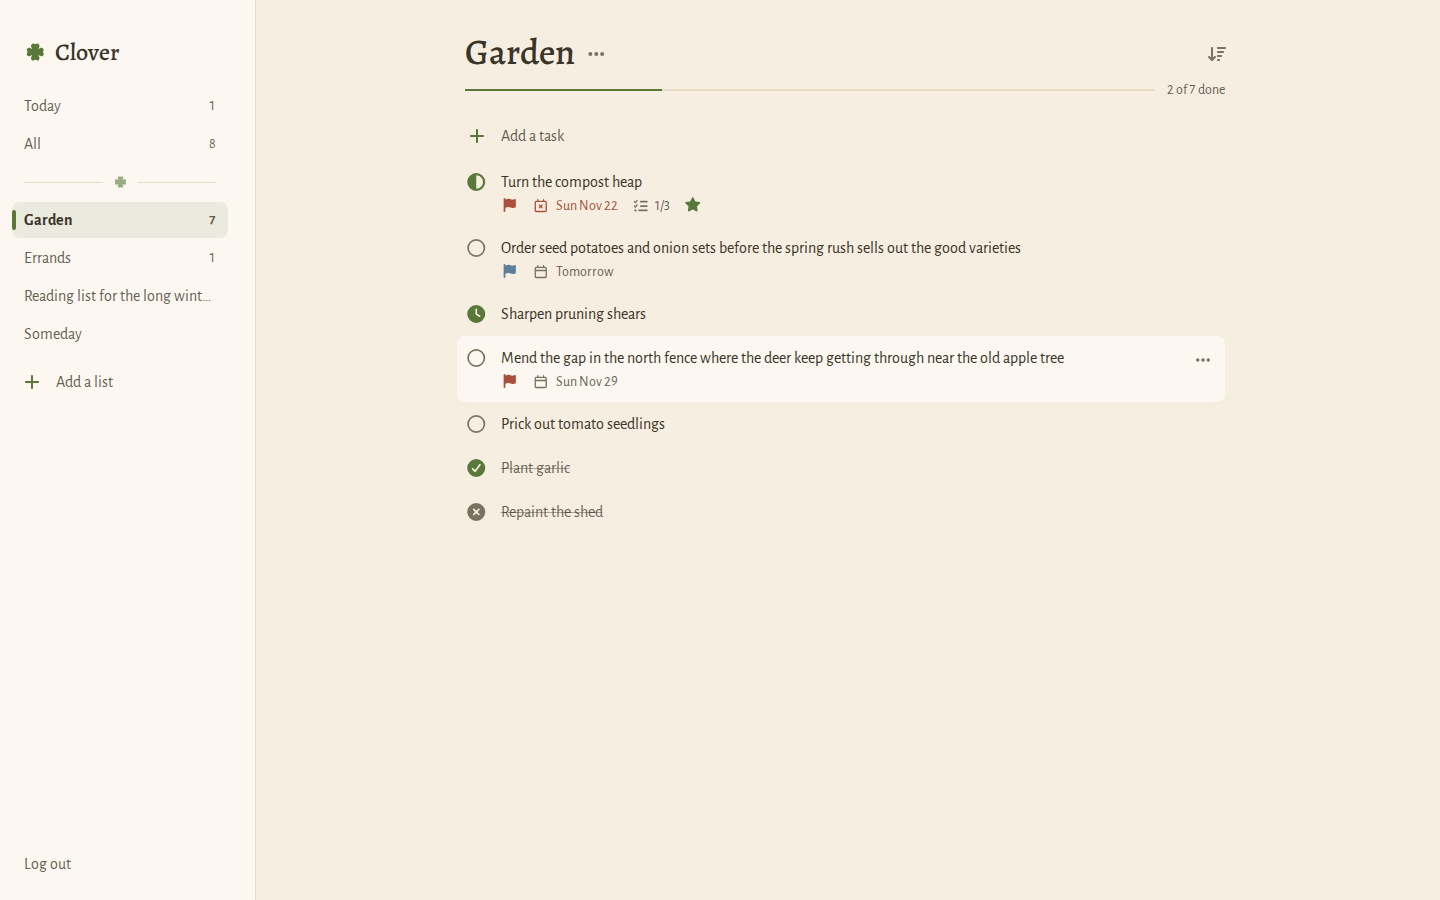 Clover
Today 1
All 8
Garden 7
Errands 1
Reading list for the long wint...
Someday
Add a list
Log out
Garden
2 of 7 done
Add a task
Turn the compost heap
Sun Nov 22 1/3
Order seed potatoes and onion sets before the spring rush sells out the good varieties
Tomorrow
Sharpen pruning shears
Mend the gap in the north fence where the deer keep getting through near the old apple tree
Sun Nov 29
Prick out tomato seedlings
Plant garlic
Repaint the shed